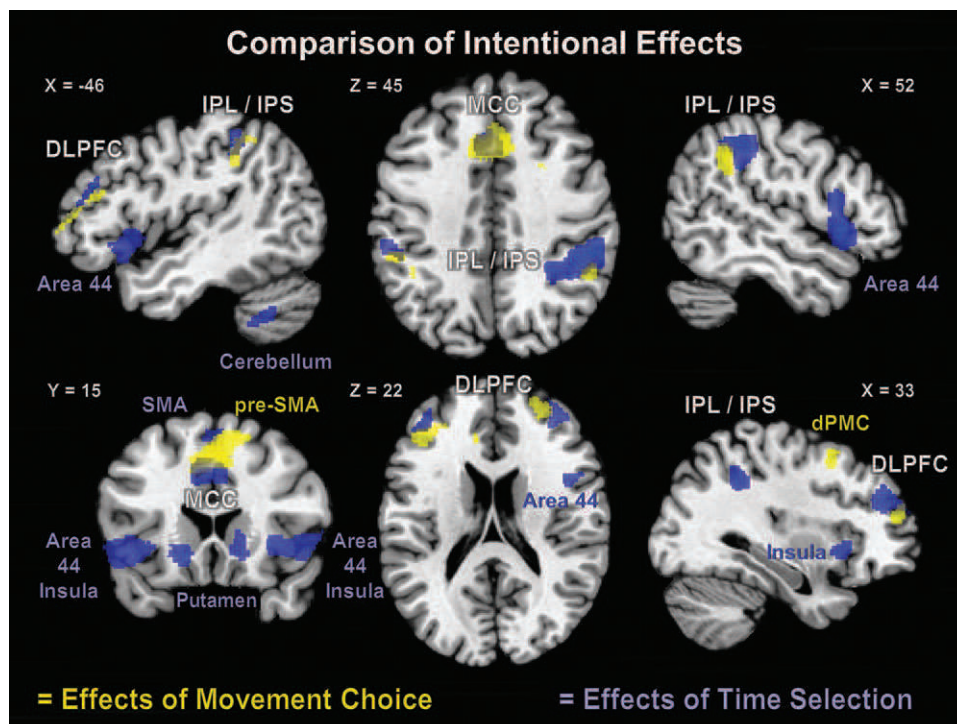 Comparison of Intentional Effects
X = -46
IPL / IPS
DLPFC
Area 44
Cerebellum
Z = 45
MCC
IPL / IPS
IPL / IPS
X = 52
Area 44
Y = 15
SMA
pre-SMA
MCC
Area
44
Insula
Putamen
Area
44
Insula
Z = 22
DLPFC
Area 44
IPL / IPS
X = 33
dPMC
DLPFC
Insula
= Effects of Movement Choice
= Effects of Time Selection